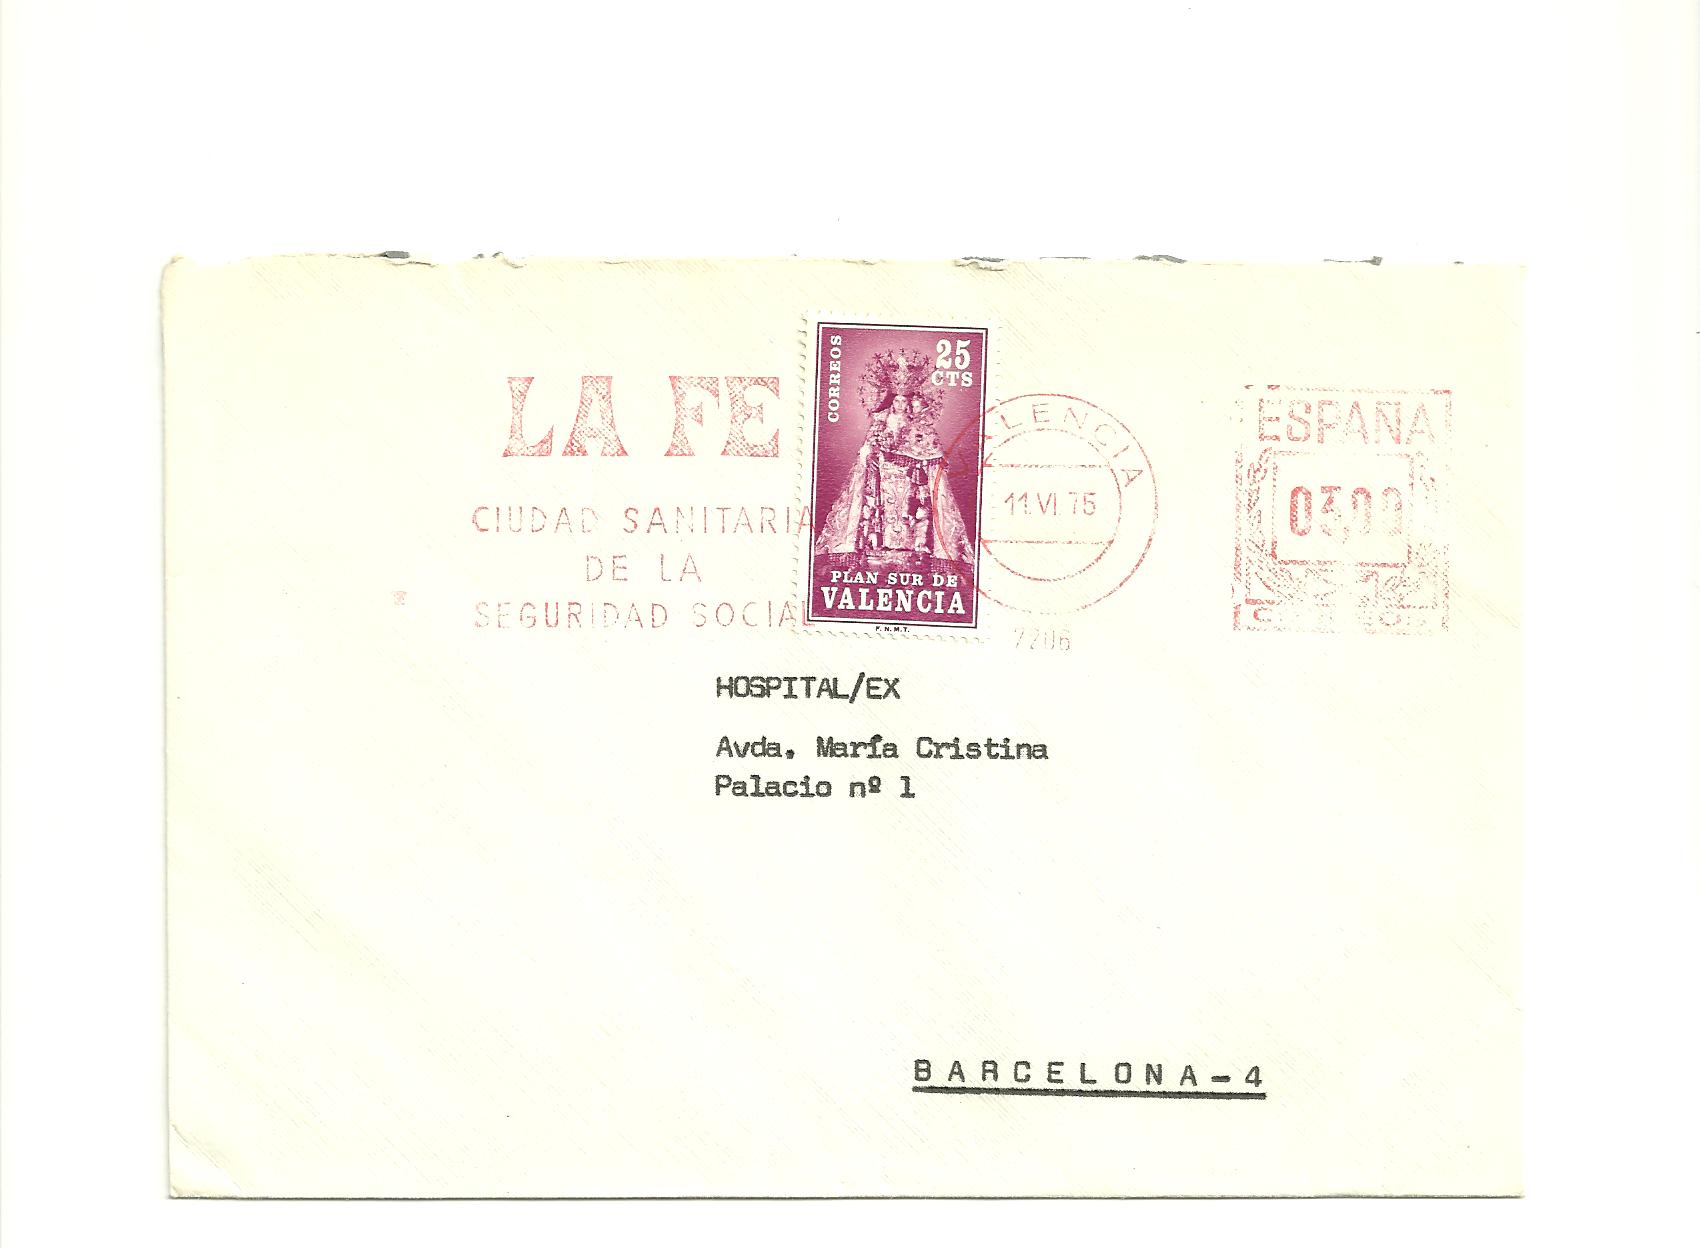 LA FE
CIUDAD SANITARIA
DE LA
SEGURIDAD SOCIAL
CORREOS
25
CTS
PLAN SUR DE
VALENCIA
F.N.M.T.
VALENCIA
11.VI 75
7206
ESPAÑA
03,00
HOSPITAL/EX
Avda. María Cristina
Palacio nº 1
BARCELONA-4